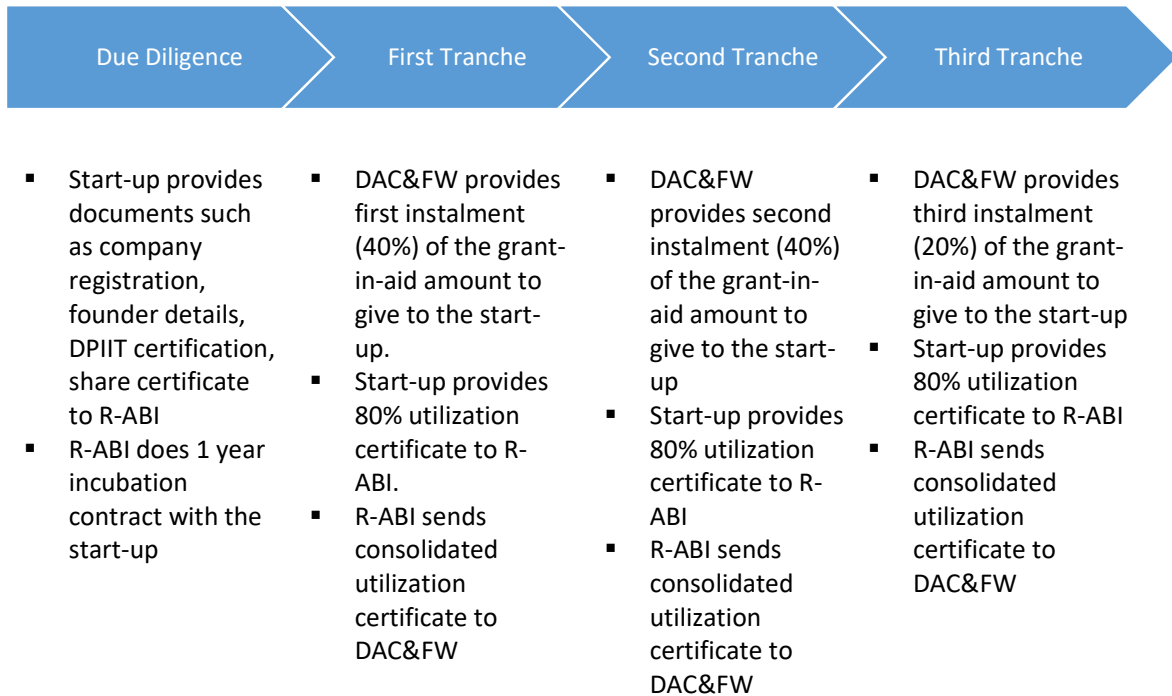 Due Diligence
First Tranche
Second Tranche
Third Tranche
▪ Start-up provides
documents such
as company
registration,
founder details,
DPIIT certification,
share certificate
to R-ABI
▪ R-ABI does 1 year
incubation
contract with the
start-up
▪ DAC&FW provides
first instalment
(40%) of the grant-
in-aid amount to
give to the start-
up.
▪ Start-up provides
80% utilization
certificate to R-
ABI.
▪ R-ABI sends
consolidated
utilization
certificate to
DAC&FW
▪ DAC&FW
provides second
instalment (40%)
of the grant-in-
aid amount to
give to the start-
up
▪ Start-up provides
80% utilization
certificate to R-
ABI
▪ R-ABI sends
consolidated
utilization
certificate to
DAC&FW
▪ DAC&FW provides
third instalment
(20%) of the grant-
in-aid amount to
give to the start-up
▪ Start-up provides
80% utilization
certificate to R-ABI
▪ R-ABI sends
consolidated
utilization
certificate to
DAC&FW